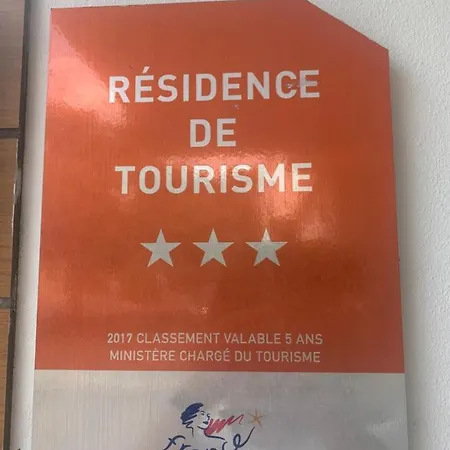 RÉSIDENCE
DE
TOURISME
2017 CLASSEMENT VALABLE 5 ANS
MINISTÈRE CHARGÉ DU TOURISME